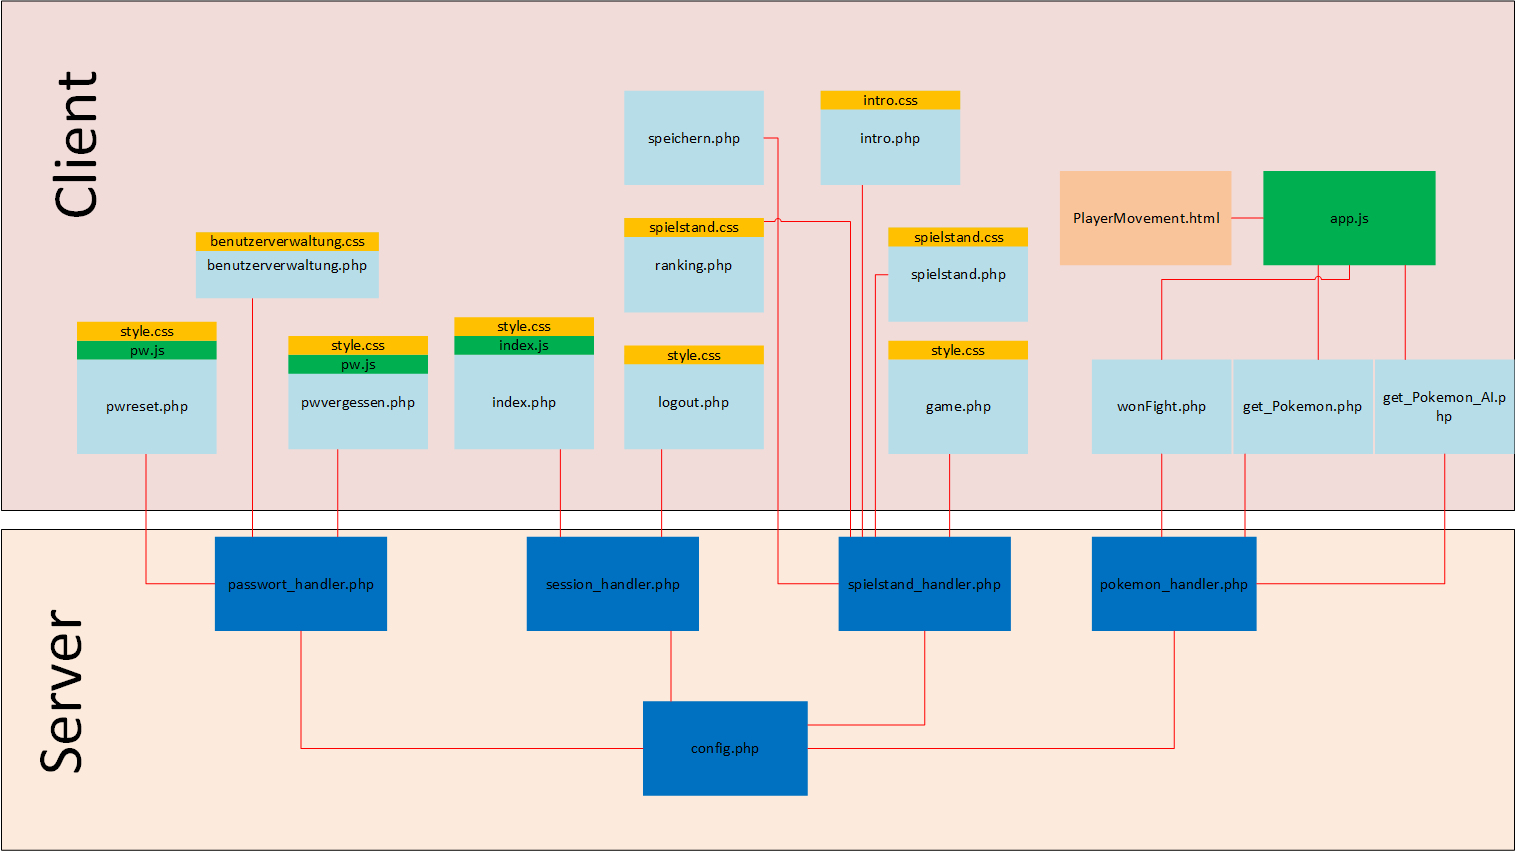 Client
speichern.php
intro.css
intro.php
PlayerMovement.html
app.js
spielstand.css
ranking.php
spielstand.css
spielstand.php
benutzerverwaltung.css
benutzerverwaltung.php
style.css
pw.js
pwreset.php
style.css
pw.js
pwvergessen.php
style.css
index.js
index.php
style.css
logout.php
style.css
game.php
wonFight.php
get_Pokemon.php
get_Pokemon_AI.p
hp
Server
passwort_handler.php
session_handler.php
spielstand_handler.php
pokemon_handler.php
config.php